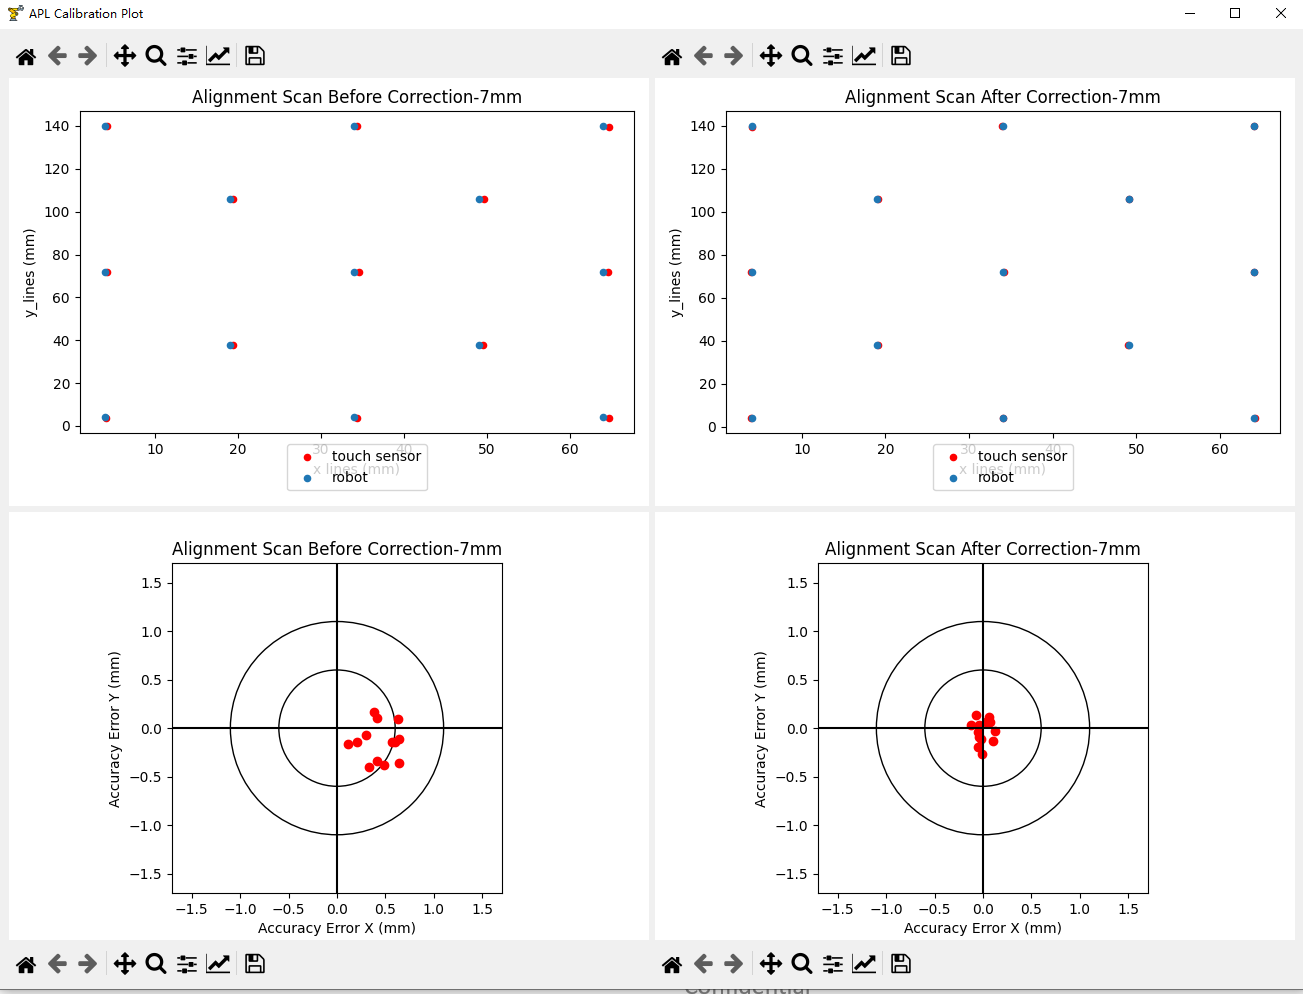 APL Calibration Plot
Alignment Scan Before Correction-7mm
140
120
100
80
60
40
20
0
y_lines (mm)
10 20 30 40 50 60
x lines (mm)
touch sensor
robot
Alignment Scan After Correction-7mm
140
120
100
80
60
40
20
0
y_lines (mm)
10 20 30 40 50 60
x lines (mm)
touch sensor
robot
Alignment Scan Before Correction-7mm
1.5
1.0
0.5
0.0
−0.5
−1.0
−1.5
Accuracy Error Y (mm)
−1.5 −1.0 −0.5 0.0 0.5 1.0 1.5
Accuracy Error X (mm)
Alignment Scan After Correction-7mm
1.5
1.0
0.5
0.0
−0.5
−1.0
−1.5
Accuracy Error Y (mm)
−1.5 −1.0 −0.5 0.0 0.5 1.0 1.5
Accuracy Error X (mm)
Confidential